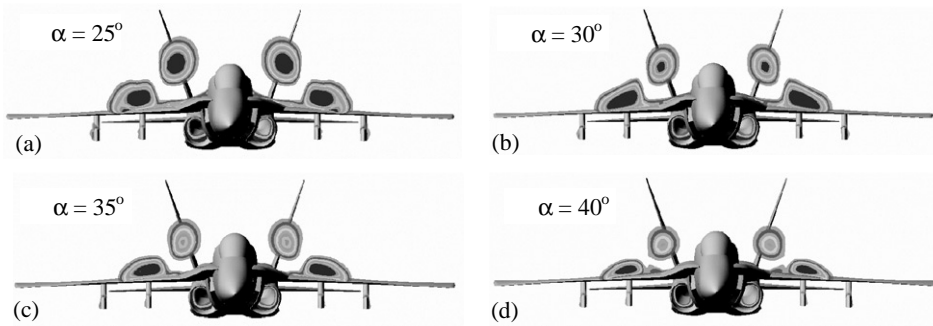 α = 25°
(a)
α = 30°
(b)
α = 35°
(c)
α = 40°
(d)